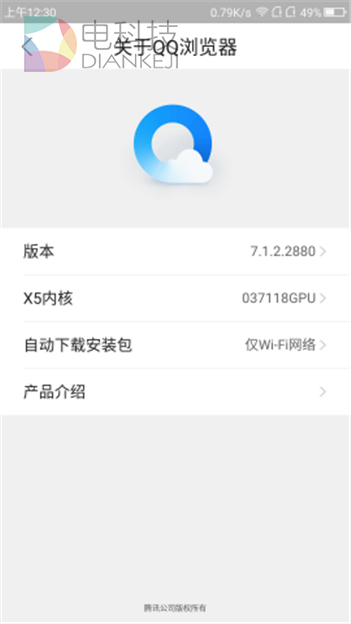 上午12:30 0.79K/s 49%
电科技
DIANKEJI
关于QQ浏览器
版本 7.1.2.2880
X5内核 037118GPU
自动下载安装包 仅Wi-Fi网络
产品介绍
腾讯公司版权所有